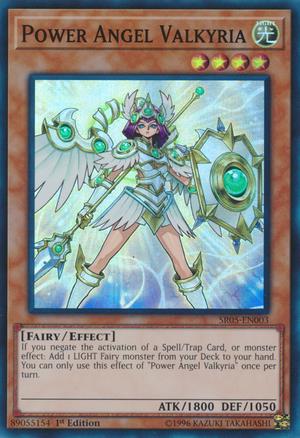 POWER ANGEL VALKYRIA
LIGHT
光
SR05-EN003
[FAIRY/EFFECT]
If you negate the activation of a Spell/Trap Card, or monster
effect: Add 1 LIGHT Fairy monster from your Deck to your hand.
You can only use this effect of "Power Angel Valkyria" once per
turn.
ATK/1800 DEF/1050
89055154 1st Edition ©1996 KAZUKI TAKAHASHI